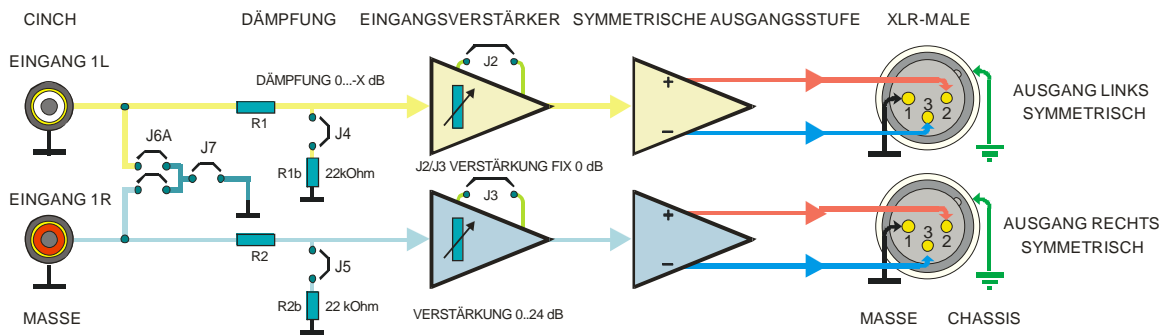 CINCH DÄMPFUNG EINGANGSVERSTÄRKER SYMMETRISCHE AUSGANGSSTUFE XLR-MALE
EINGANG 1L
DÄMPFUNG 0...-X dB
J2
R1
J4
J6A
J7
R1b
22kOhm
J2/J3 VERSTÄRKUNG FIX 0 dB
+
−
1
3
2
AUSGANG LINKS
SYMMETRISCH
EINGANG 1R
J3
R2
J5
R2b
22 kOhm
VERSTÄRKUNG 0..24 dB
+
−
1
3
2
AUSGANG RECHTS
SYMMETRISCH
MASSE
MASSE CHASSIS